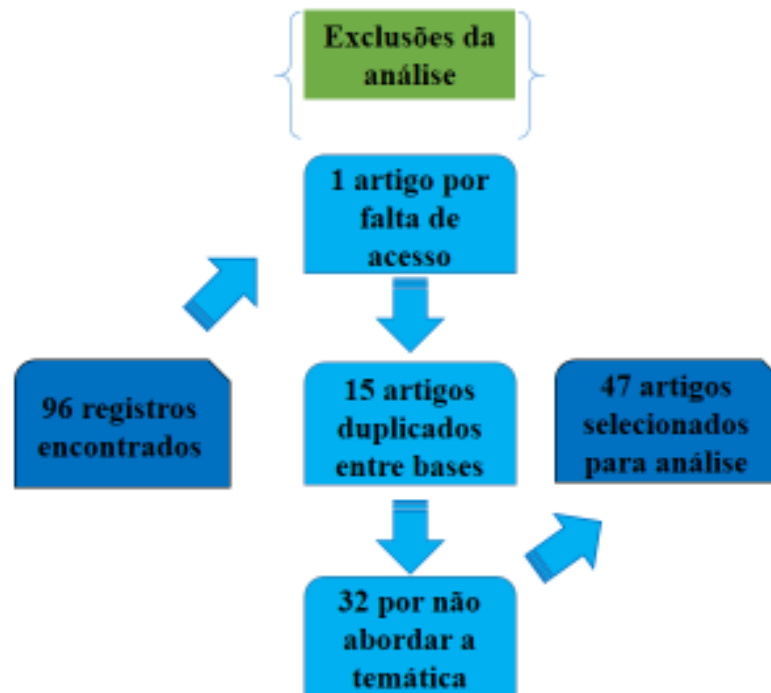 Exclusões da
análise
96 registros
encontrados
1 artigo por
falta de
acesso
15 artigos
duplicados
entre bases
32 por não
abordar a
temática
47 artigos
selecionados
para análise